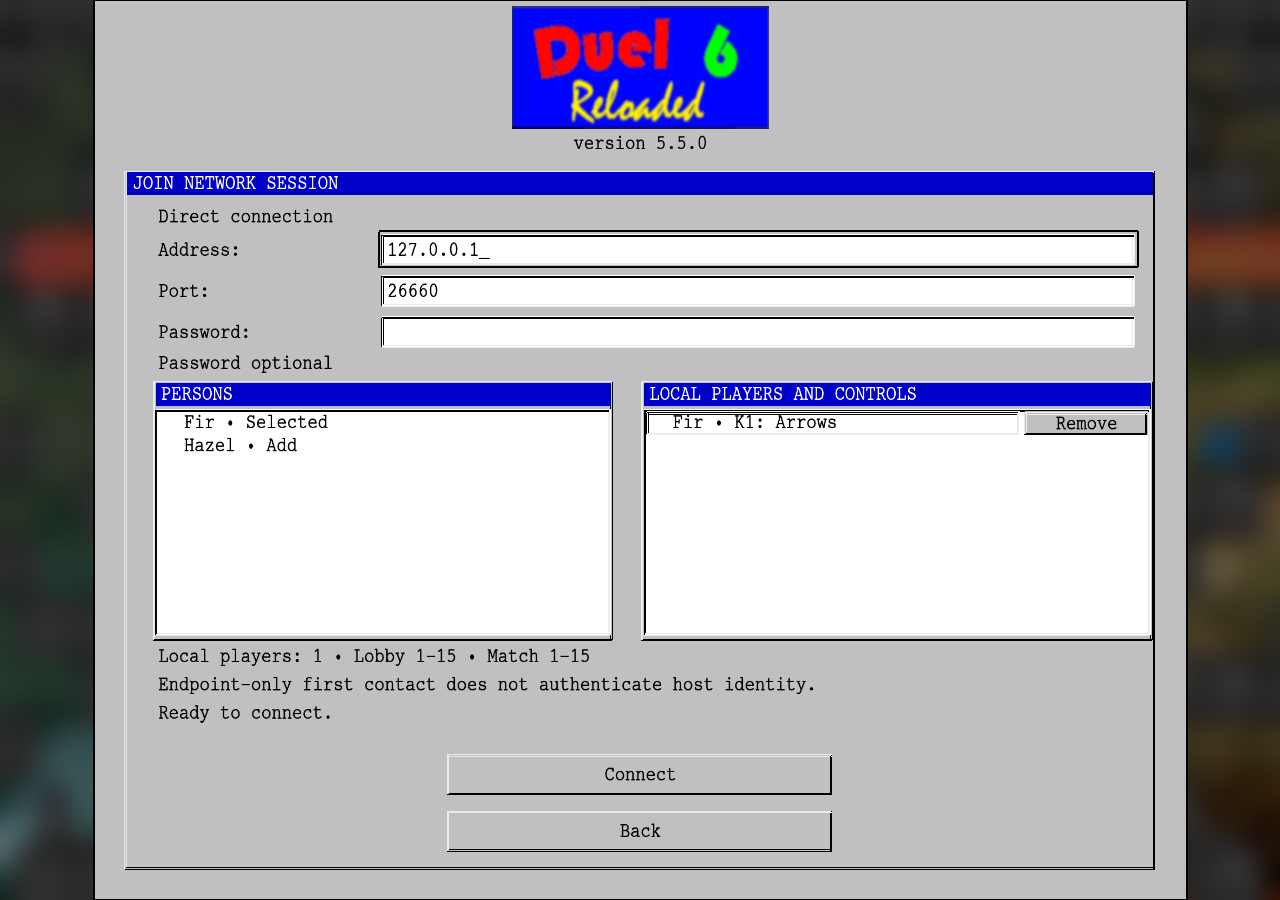 Duel 6
Reloaded
version 5.5.0
JOIN NETWORK SESSION
Direct connection
Address: 127.0.0.1_
Port: 26660
Password:
Password optional
PERSONS
Fir • Selected
Hazel • Add
LOCAL PLAYERS AND CONTROLS
Fir • K1: Arrows Remove
Local players: 1 • Lobby 1-15 • Match 1-15
Endpoint-only first contact does not authenticate host identity.
Ready to connect.
Connect
Back